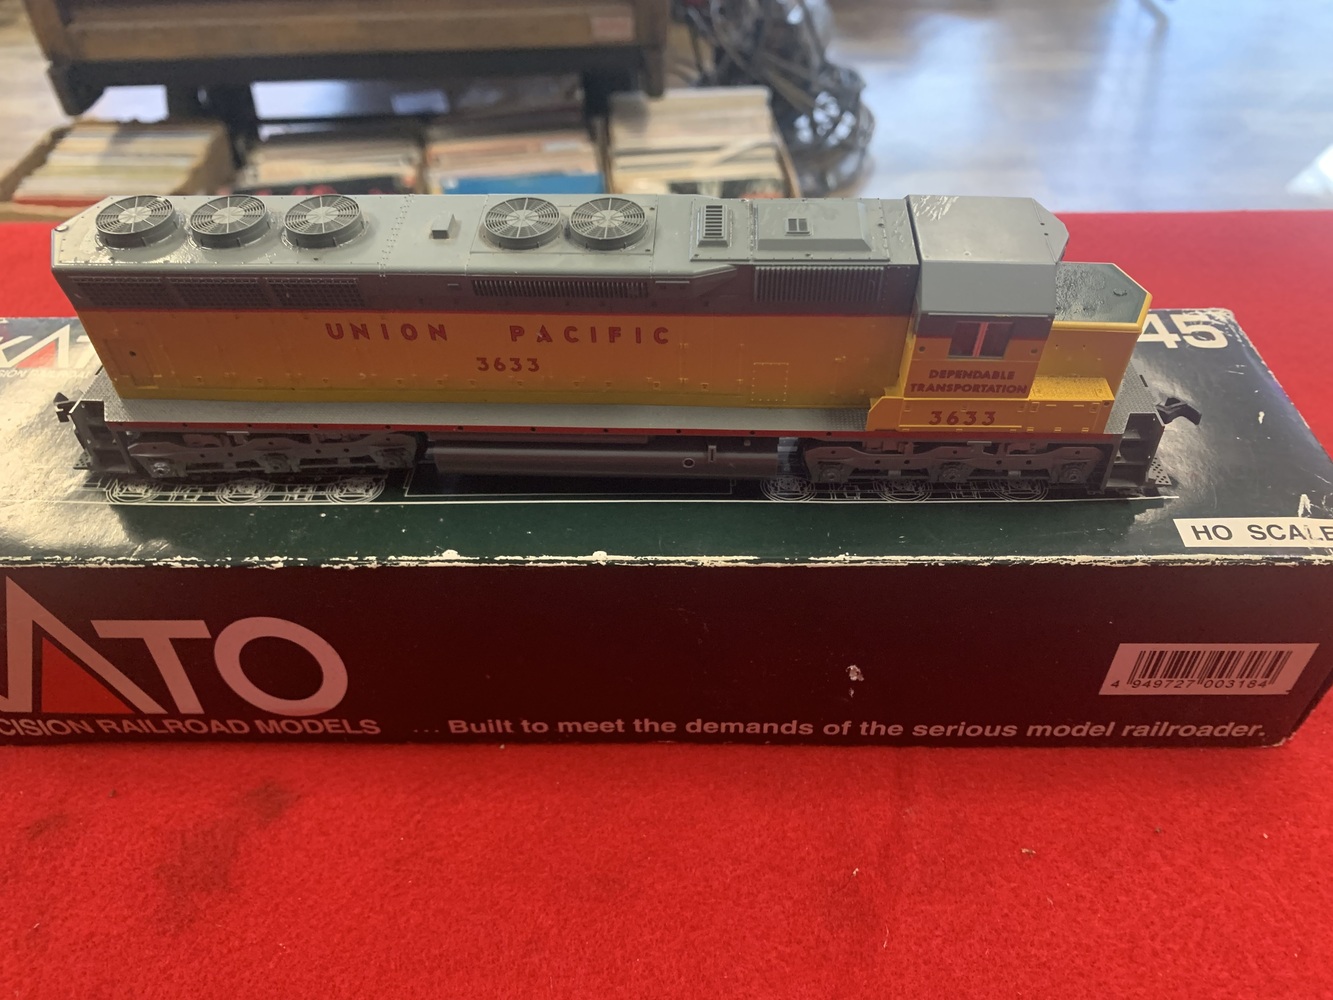 UNION PACIFIC
3633
DEPENDABLE
TRANSPORTATION
3633
45
HO SCALE
KATO
CISION RAILROAD MODELS
... Built to meet the demands of the serious model railroader.
4 949727 003184